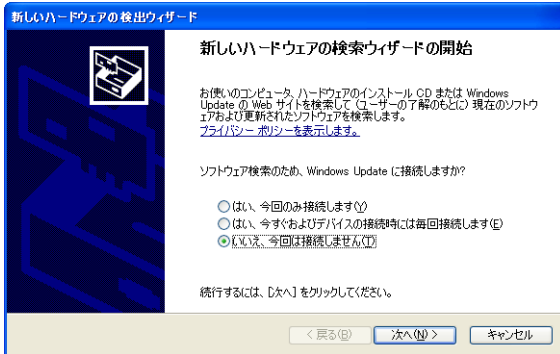 新しいハードウェアの検出ウィザード
新しいハードウェアの検索ウィザードの開始
お使いのコンピュータ、ハードウェアのインストール CD または Windows
Update の Web サイトを検索して (ユーザーの了解のもとに) 現在のソフトウ
ェアおよび更新されたソフトウェアを検索します。
プライバシー ポリシーを表示します。
ソフトウェア検索のため、Windows Update に接続しますか?
はい、今回のみ接続します(Y)
はい、今すぐおよびデバイスの接続時には毎回接続します(E)
いいえ、今回は接続しません(T)
続行するには、[次へ] をクリックしてください。
< 戻る(B) 次へ(N) > キャンセル